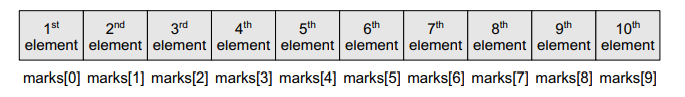 1st 2nd 3rd 4th 5th 6th 7th 8th 9th 10th
element element element element element element element element element element
marks[0] marks[1] marks[2] marks[3] marks[4] marks[5] marks[6] marks[7] marks[8] marks[9]